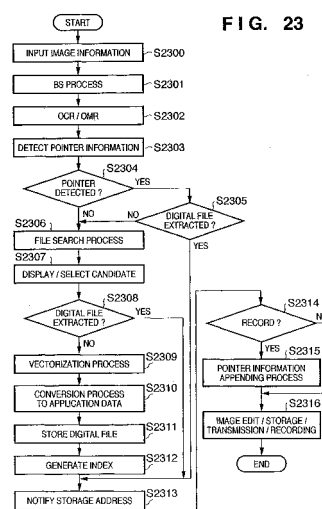 FIG. 23
START
INPUT IMAGE INFORMATION S2300
BS PROCESS S2301
OCR / OMR S2302
DETECT POINTER INFORMATION S2303
S2304
POINTER DETECTED ? YES
NO
S2305
DIGITAL FILE EXTRACTED ? NO
YES
S2306
FILE SEARCH PROCESS
S2307
DISPLAY / SELECT CANDIDATE
S2308
DIGITAL FILE EXTRACTED ? YES
NO
S2309
VECTORIZATION PROCESS
S2310
CONVERSION PROCESS TO APPLICATION DATA
S2311
STORE DIGITAL FILE
S2312
GENERATE INDEX
S2313
NOTIFY STORAGE ADDRESS
S2314
RECORD ? N
YES
S2315
POINTER INFORMATION APPENDING PROCESS
S2316
IMAGE EDIT / STORAGE / TRANSMISSION / RECORDING
END